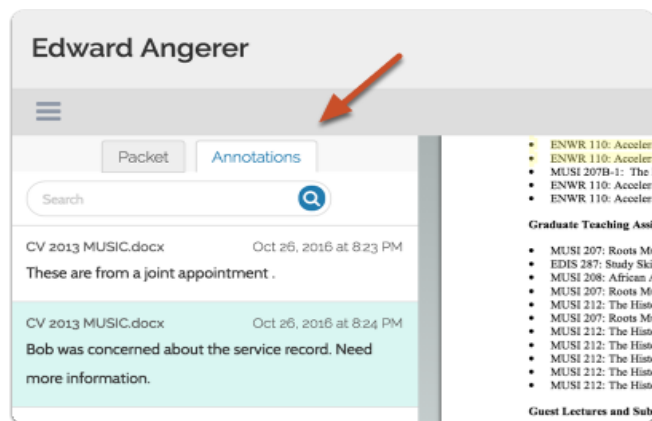 Edward Angerer
Packet
Annotations
Search
CV 2013 MUSIC.docx Oct 26, 2016 at 8:23 PM
These are from a joint appointment .
CV 2013 MUSIC.docx Oct 26, 2016 at 8:24 PM
Bob was concerned about the service record. Need
more information.
• ENWR 110: Acceler
• ENWR 110: Acceler
• MUSI 207B-1: The
• ENWR 110: Acceler
• ENWR 110: Acceler
Graduate Teaching Assi
• MUSI 207: Roots Mu
• EDIS 287: Study Ski
• MUSI 208: African A
• MUSI 207: Roots Mu
• MUSI 212: The Histo
• MUSI 207: Roots Mu
• MUSI 212: The Histo
• MUSI 212: The Histo
• MUSI 212: The Histo
• MUSI 212: The Histo
• MUSI 212: The Histo
Guest Lectures and Sub